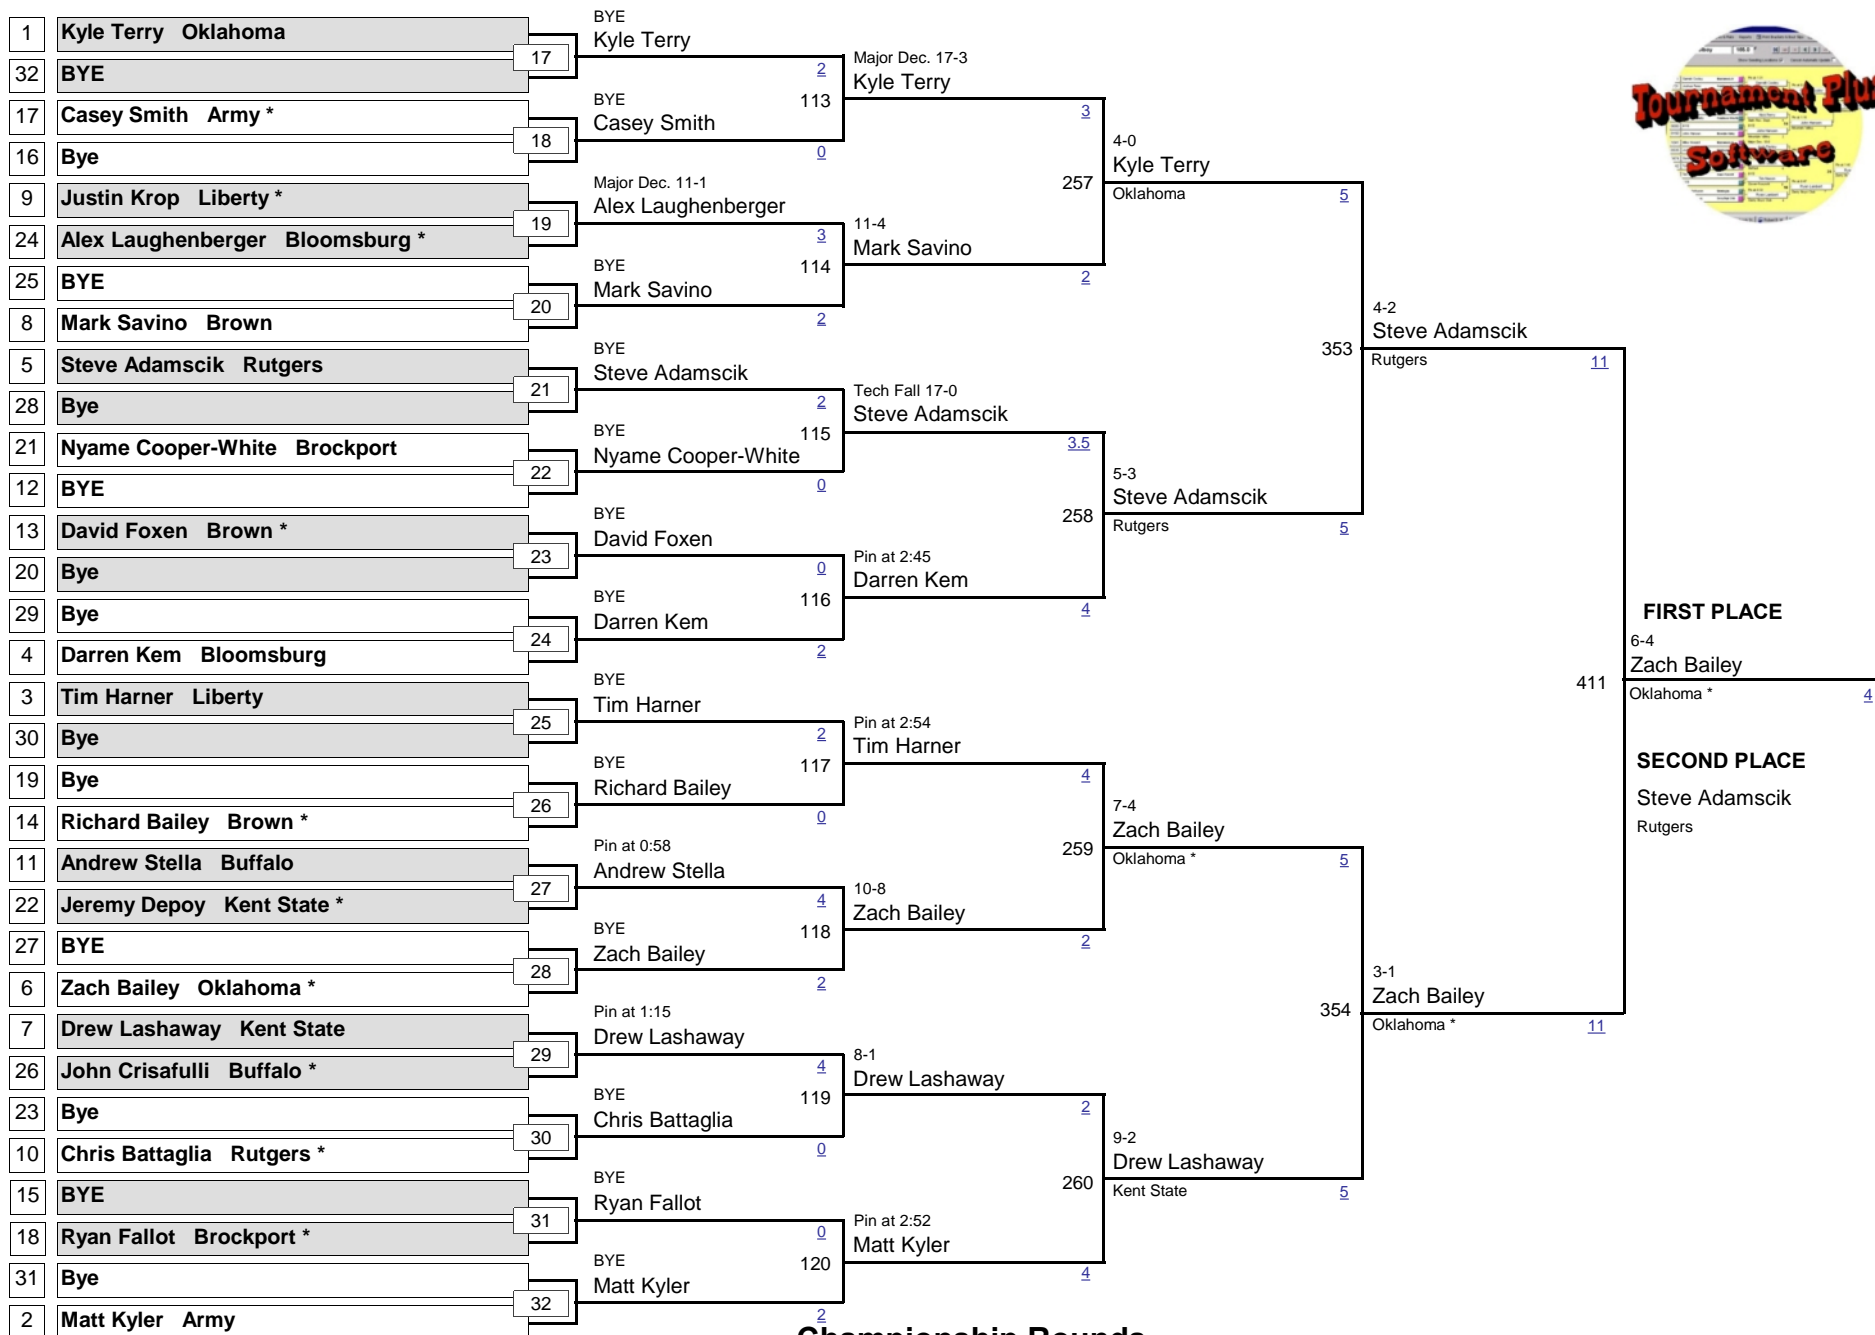 1 Kyle Terry Oklahoma
32 BYE
17 Casey Smith Army *
16 Bye
9 Justin Krop Liberty *
24 Alex Laughenberger Bloomsburg *
25 BYE
8 Mark Savino Brown
5 Steve Adamscik Rutgers
28 Bye
21 Nyame Cooper-White Brockport
12 BYE
13 David Foxen Brown *
20 Bye
29 Bye
4 Darren Kem Bloomsburg
3 Tim Harner Liberty
30 Bye
19 Bye
14 Richard Bailey Brown *
11 Andrew Stella Buffalo
22 Jeremy Depoy Kent State *
27 BYE
6 Zach Bailey Oklahoma *
7 Drew Lashaway Kent State
26 John Crisafulli Buffalo *
23 Bye
10 Chris Battaglia Rutgers *
15 BYE
18 Ryan Fallot Brockport *
31 Bye
2 Matt Kyler Army
17
18
19
20
21
22
23
24
25
26
27
28
29
30
31
32
BYE
Kyle Terry
2
BYE
113
Casey Smith
0
Major Dec. 11-1
Alex Laughenberger
3
BYE
114
Mark Savino
2
BYE
Steve Adamscik
2
BYE
115
Nyame Cooper-White
0
BYE
David Foxen
0
BYE
116
Darren Kem
2
BYE
Tim Harner
2
BYE
117
Richard Bailey
0
Pin at 0:58
Andrew Stella
4
BYE
118
Zach Bailey
2
Pin at 1:15
Drew Lashaway
4
BYE
119
Chris Battaglia
0
BYE
Ryan Fallot
0
BYE
120
Matt Kyler
2
Major Dec. 17-3
Kyle Terry
3
257
11-4
Mark Savino
2
Tech Fall 17-0
Steve Adamscik
3.5
258
Pin at 2:45
Darren Kem
4
Pin at 2:54
Tim Harner
4
259
10-8
Zach Bailey
2
8-1
Drew Lashaway
2
260
Pin at 2:52
Matt Kyler
4
4-0
Kyle Terry
Oklahoma
5
353
5-3
Steve Adamscik
Rutgers
5
7-4
Zach Bailey
Oklahoma *
5
354
9-2
Drew Lashaway
Kent State
5
4-2
Steve Adamscik
Rutgers
11
411
3-1
Zach Bailey
Oklahoma *
11
FIRST PLACE
6-4
Zach Bailey
Oklahoma *
4
SECOND PLACE
Steve Adamscik
Rutgers
Tournament Plus
Software
Championship Rounds